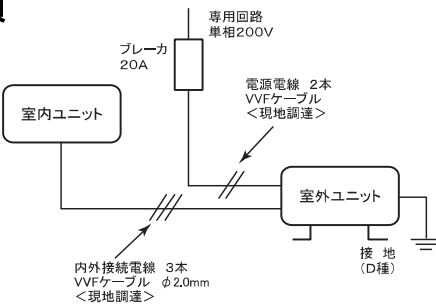 専用回路
単相200V
ブレーカ
20A
電源電線 2本
VVFケーブル
＜現地調達＞
室内ユニット
室外ユニット
接 地
(D種)
内外接続電線 3本
VVFケーブル φ2.0mm
＜現地調達＞